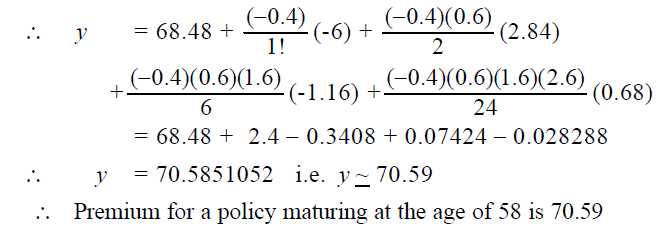 ∴ y = 68.48 + (−0.4)/1! (-6) + (−0.4)(0.6)/2 (2.84)
+ (−0.4)(0.6)(1.6)/6 (-1.16) + (−0.4)(0.6)(1.6)(2.6)/24 (0.68)
= 68.48 + 2.4 – 0.3408 + 0.07424 – 0.028288
∴ y = 70.5851052 i.e. y ~ 70.59
∴ Premium for a policy maturing at the age of 58 is 70.59